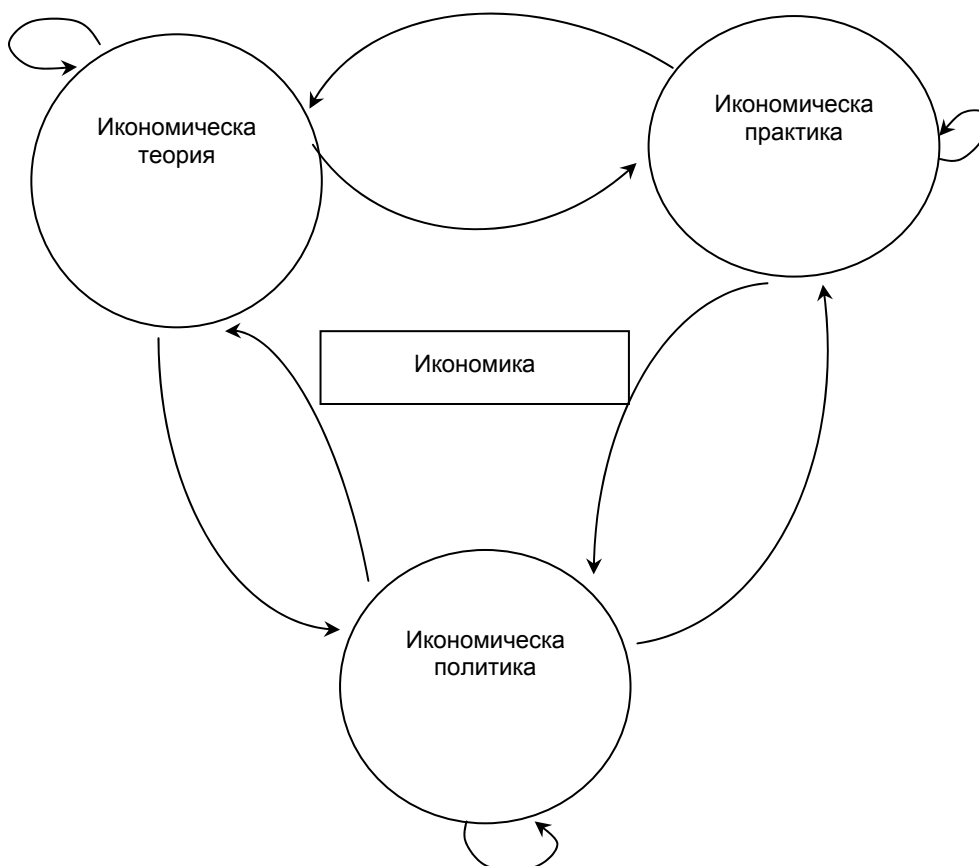 Икономическа
теория
Икономическа
практика
Икономика
Икономическа
политика